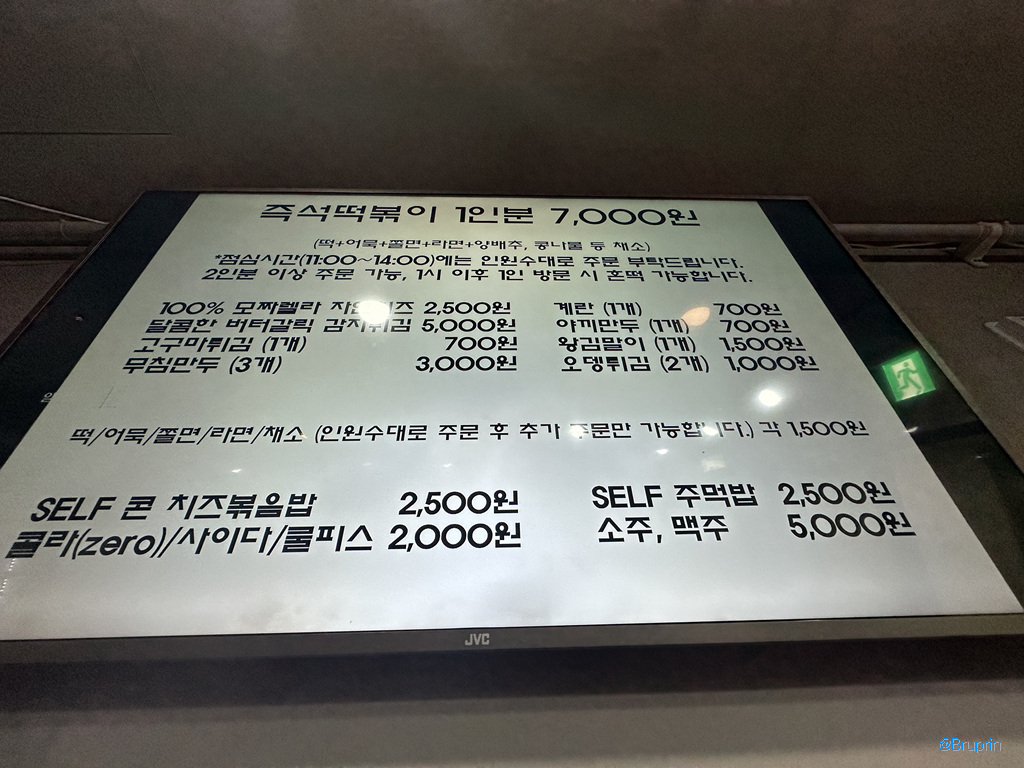 즉석떡볶이 1인분 7,000원
(떡+어묵+쫄면+라면+양배추, 콩나물 등 채소)
*점심시간(11:00~14:00)에는 인원수대로 주문 부탁드립니다.
2인분 이상 주문 가능, 1시 이후 1인 방문 시 혼떡 가능합니다.
100% 모짜렐라 자연치즈 2,500원
달콤한 버터갈릭 감자튀김 5,000원
고구마튀김 (1개) 700원
무침만두 (3개) 3,000원
계란 (1개) 700원
야끼만두 (1개) 700원
왕김말이 (1개) 1,500원
오뎅튀김 (2개) 1,000원
떡/어묵/쫄면/라면/채소 (인원수대로 주문 후 추가 주문만 가능합니다.) 각 1,500원
SELF 콘 치즈볶음밥 2,500원
콜라(zero)/사이다/쿨피스 2,000원
SELF 주먹밥 2,500원
소주, 맥주 5,000원
JVC
@Bruprin